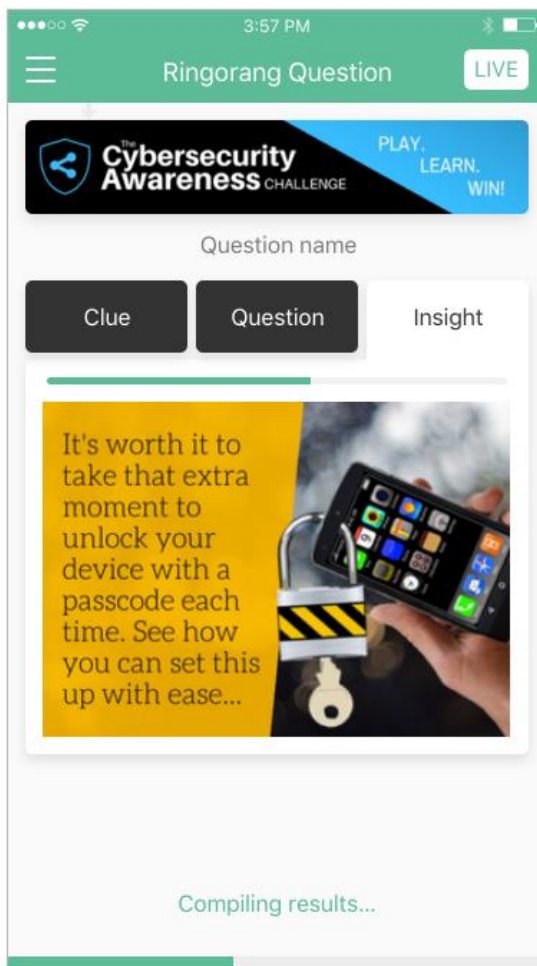 3:57 PM
Ringorang Question
LIVE
The
Cybersecurity
Awareness CHALLENGE
PLAY.
LEARN.
WIN!
Question name
Clue
Question
Insight
It's worth it to
take that extra
moment to
unlock your
device with a
passcode each
time. See how
you can set this
up with ease...
Compiling results...